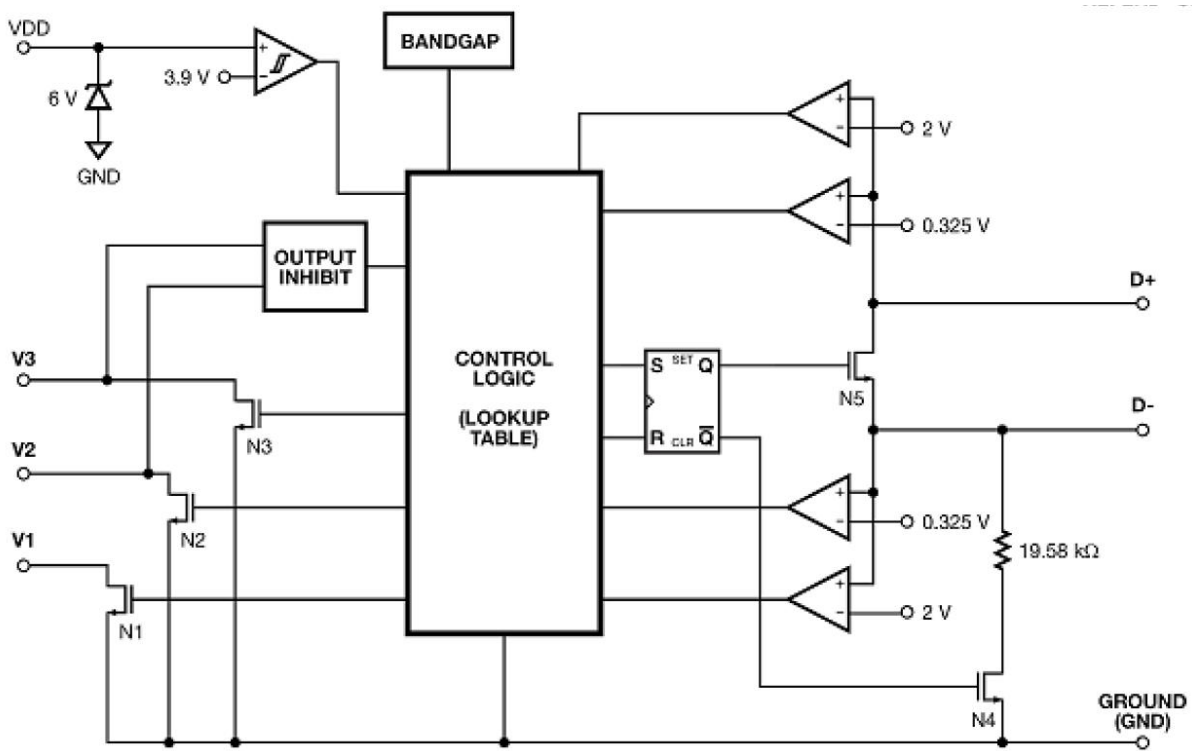 VDD
BANDGAP
3.9 V
+
-
6 V
GND
+
-
2 V
+
-
0.325 V
OUTPUT
INHIBIT
D+
V3
CONTROL
LOGIC
(LOOKUP
TABLE)
S SET Q
R CLR Q̅
N5
D-
N3
V2
N2
+
-
0.325 V
19.58 kΩ
V1
N1
+
-
2 V
N4
GROUND
(GND)